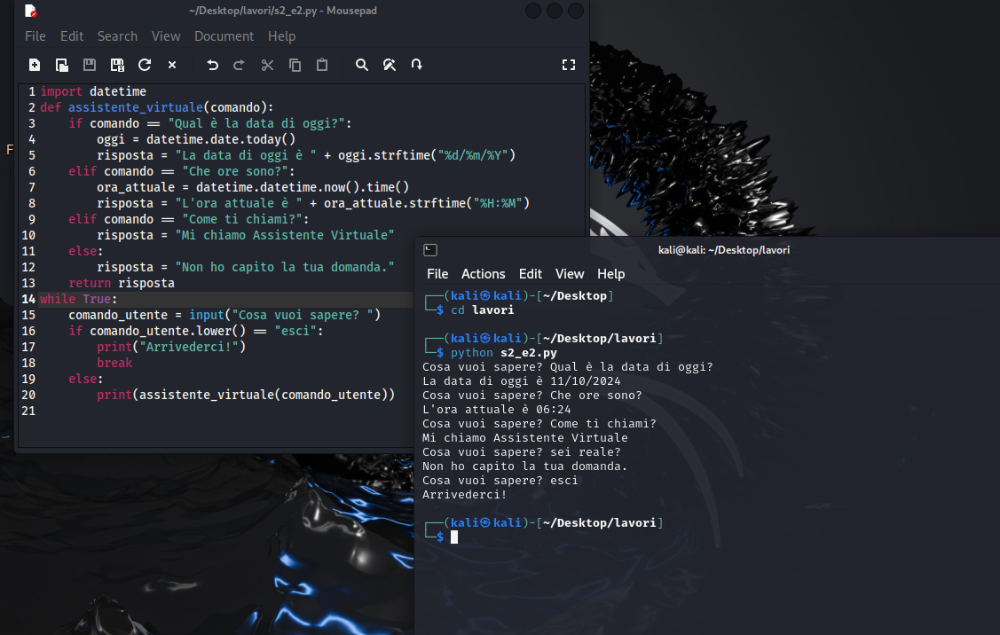 ~/Desktop/lavori/s2_e2.py - Mousepad
File Edit Search View Document Help
1 import datetime
2 def assistente_virtuale(comando):
3     if comando == "Qual è la data di oggi?":
4         oggi = datetime.date.today()
5         risposta = "La data di oggi è " + oggi.strftime("%d/%m/%Y")
6     elif comando == "Che ore sono?":
7         ora_attuale = datetime.datetime.now().time()
8         risposta = "L'ora attuale è " + ora_attuale.strftime("%H:%M")
9     elif comando == "Come ti chiami?":
10         risposta = "Mi chiamo Assistente Virtuale"
11     else:
12         risposta = "Non ho capito la tua domanda."
13     return risposta
14 while True:
15     comando_utente = input("Cosa vuoi sapere? ")
16     if comando_utente.lower() == "esci":
17         print("Arrivederci!")
18         break
19     else:
20         print(assistente_virtuale(comando_utente))
21
F
kali@kali: ~/Desktop/lavori
File Actions Edit View Help
┌──(kali㉿kali)-[~/Desktop]
└─$ cd lavori
┌──(kali㉿kali)-[~/Desktop/lavori]
└─$ python s2_e2.py
Cosa vuoi sapere? Qual è la data di oggi?
La data di oggi è 11/10/2024
Cosa vuoi sapere? Che ore sono?
L'ora attuale è 06:24
Cosa vuoi sapere? Come ti chiami?
Mi chiamo Assistente Virtuale
Cosa vuoi sapere? sei reale?
Non ho capito la tua domanda.
Cosa vuoi sapere? esci
Arrivederci!
┌──(kali㉿kali)-[~/Desktop/lavori]
└─$